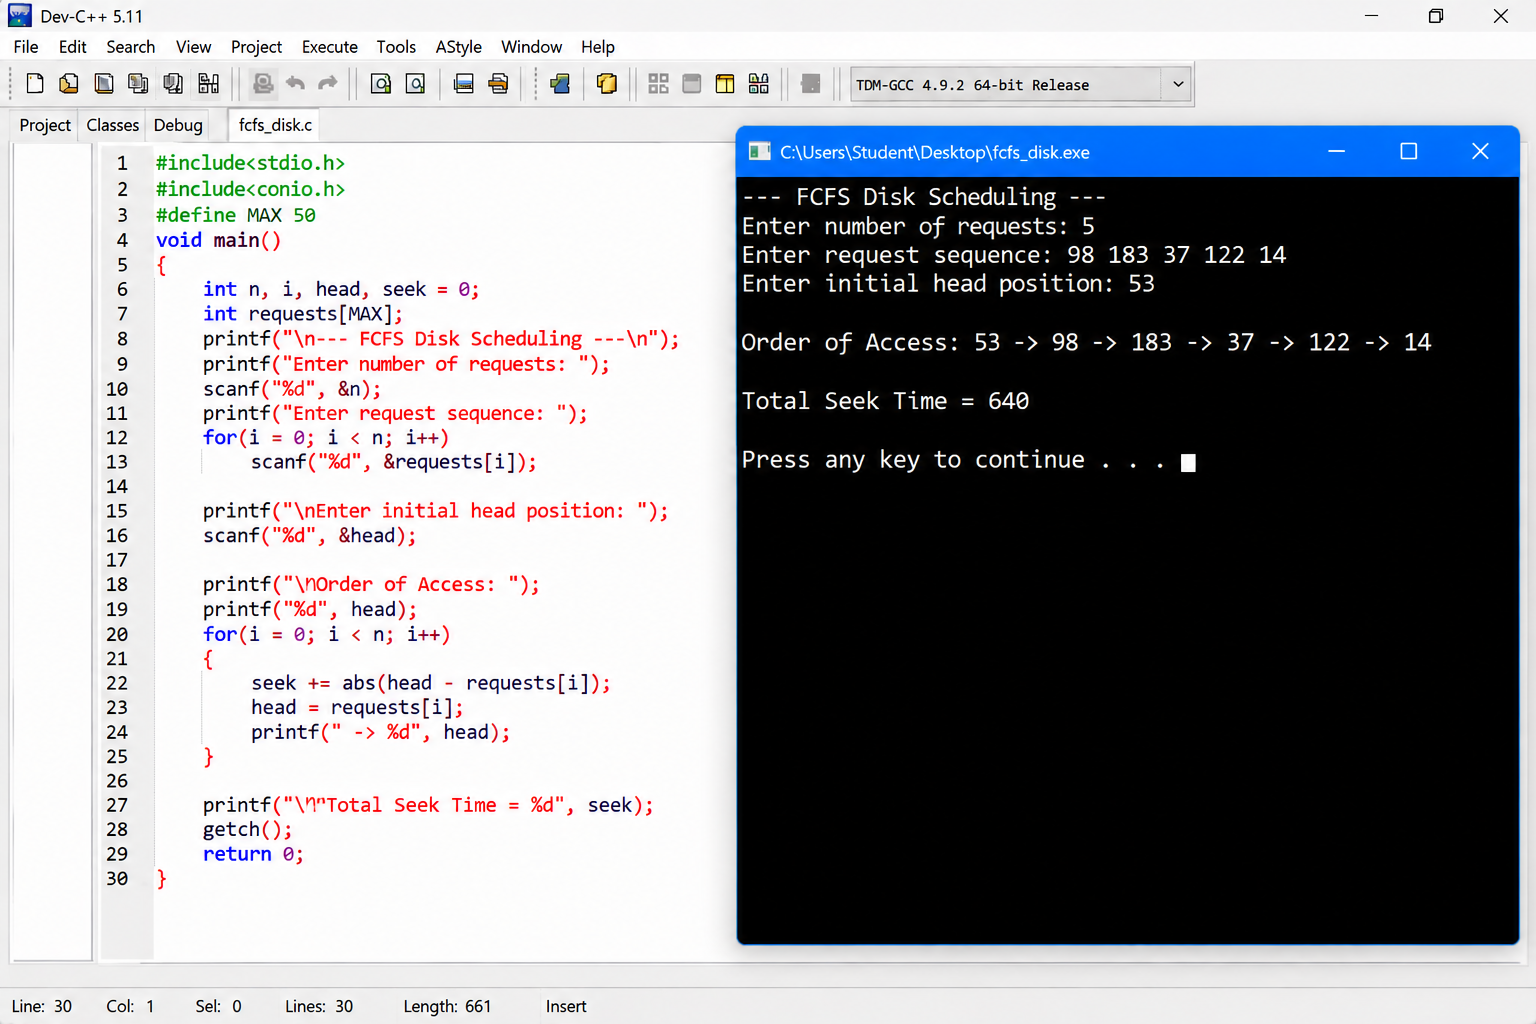 Dev-C++ 5.11
File Edit Search View Project Execute Tools AStyle Window Help
TDM-GCC 4.9.2 64-bit Release
Project Classes Debug fcfs_disk.c
1 #include<stdio.h>
2 #include<conio.h>
3 #define MAX 50
4 void main()
5 {
6 int n, i, head, seek = 0;
7 int requests[MAX];
8 printf("\n--- FCFS Disk Scheduling ---\n");
9 printf("Enter number of requests: ");
10 scanf("%d", &n);
11 printf("Enter request sequence: ");
12 for(i = 0; i < n; i++)
13 scanf("%d", &requests[i]);
14
15 printf("\nEnter initial head position: ");
16 scanf("%d", &head);
17
18 printf("\nOrder of Access: ");
19 printf("%d", head);
20 for(i = 0; i < n; i++)
21 {
22 seek += abs(head - requests[i]);
23 head = requests[i];
24 printf(" -> %d", head);
25 }
26
27 printf("\Total Seek Time = %d", seek);
28 getch();
29 return 0;
30 }
C:\Users\Student\Desktop\fcfs_disk.exe
--- FCFS Disk Scheduling ---
Enter number of requests: 5
Enter request sequence: 98 183 37 122 14
Enter initial head position: 53
Order of Access: 53 -> 98 -> 183 -> 37 -> 122 -> 14
Total Seek Time = 640
Press any key to continue . . .
Line: 30 Col: 1 Sel: 0 Lines: 30 Length: 661 Insert